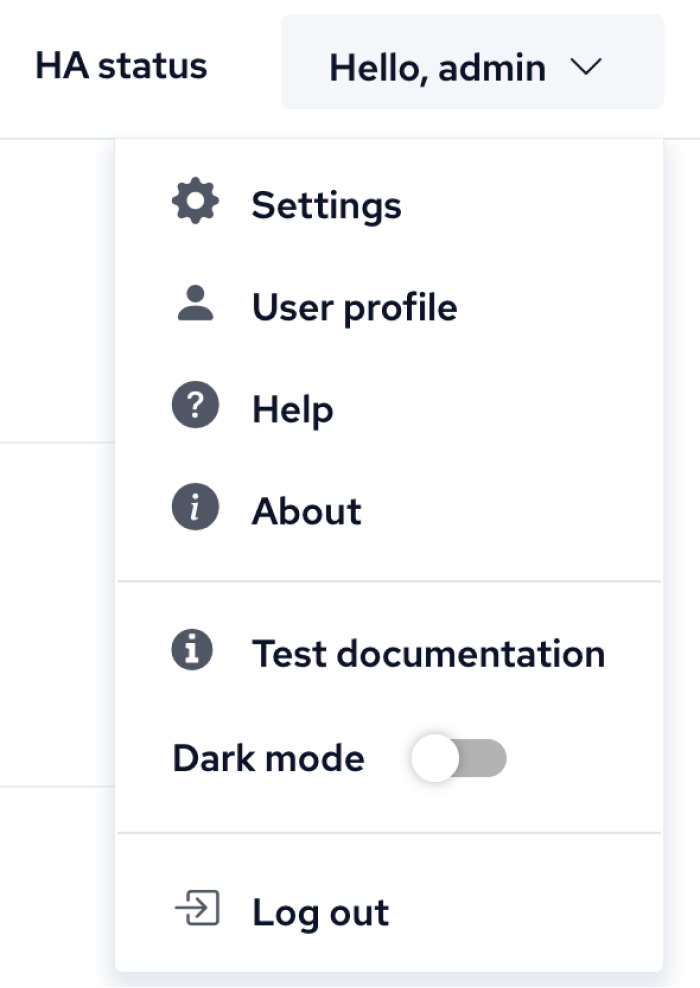 HA status
Hello, admin
Settings
User profile
Help
About
Test documentation
Dark mode
Log out